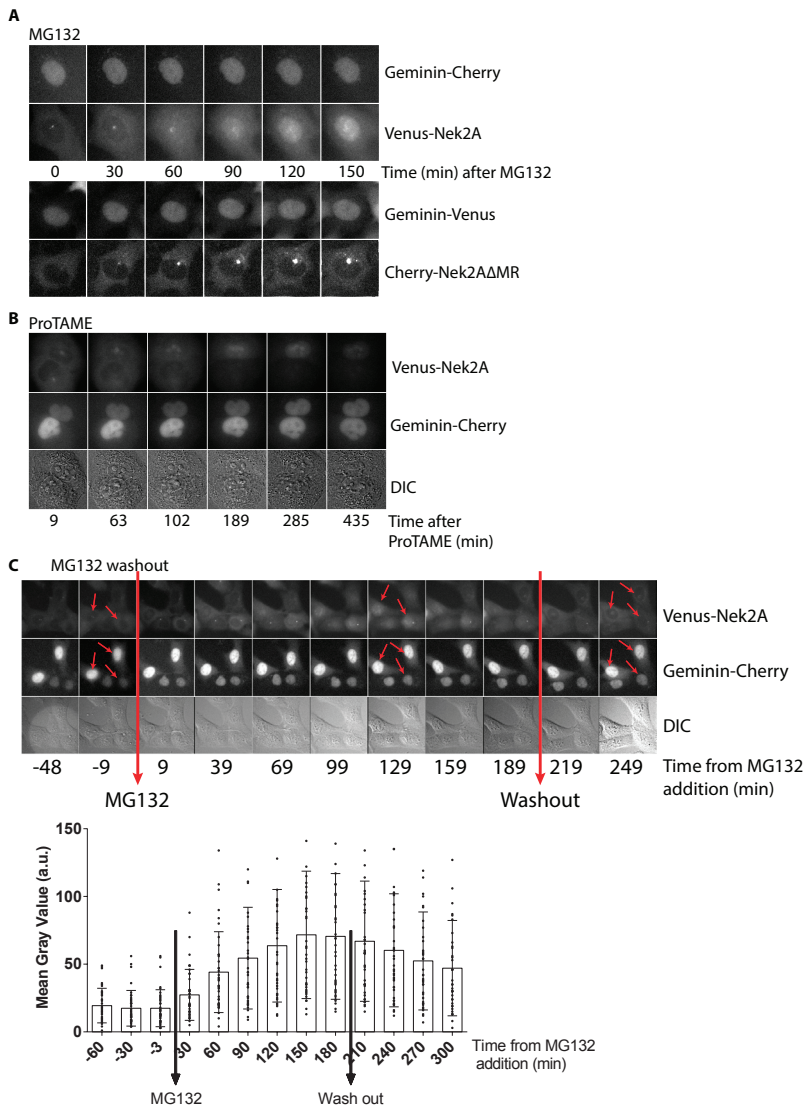 A
MG132
Geminin-Cherry
Venus-Nek2A
0 30 60 90 120 150 Time (min) after MG132
Geminin-Venus
Cherry-Nek2AΔMR
B
ProTAME
Venus-Nek2A
Geminin-Cherry
DIC
9 63 102 189 285 435 Time after
ProTAME (min)
C
MG132 washout
Venus-Nek2A
Geminin-Cherry
DIC
-48 -9 9 39 69 99 129 159 189 219 249 Time from MG132
addition (min)
MG132 Washout
150
100
50
0
Mean Gray Value (a.u.)
-60 -30 -3 30 60 90 120 150 180 210 240 270 300 Time from MG132
addition (min)
MG132 Wash out